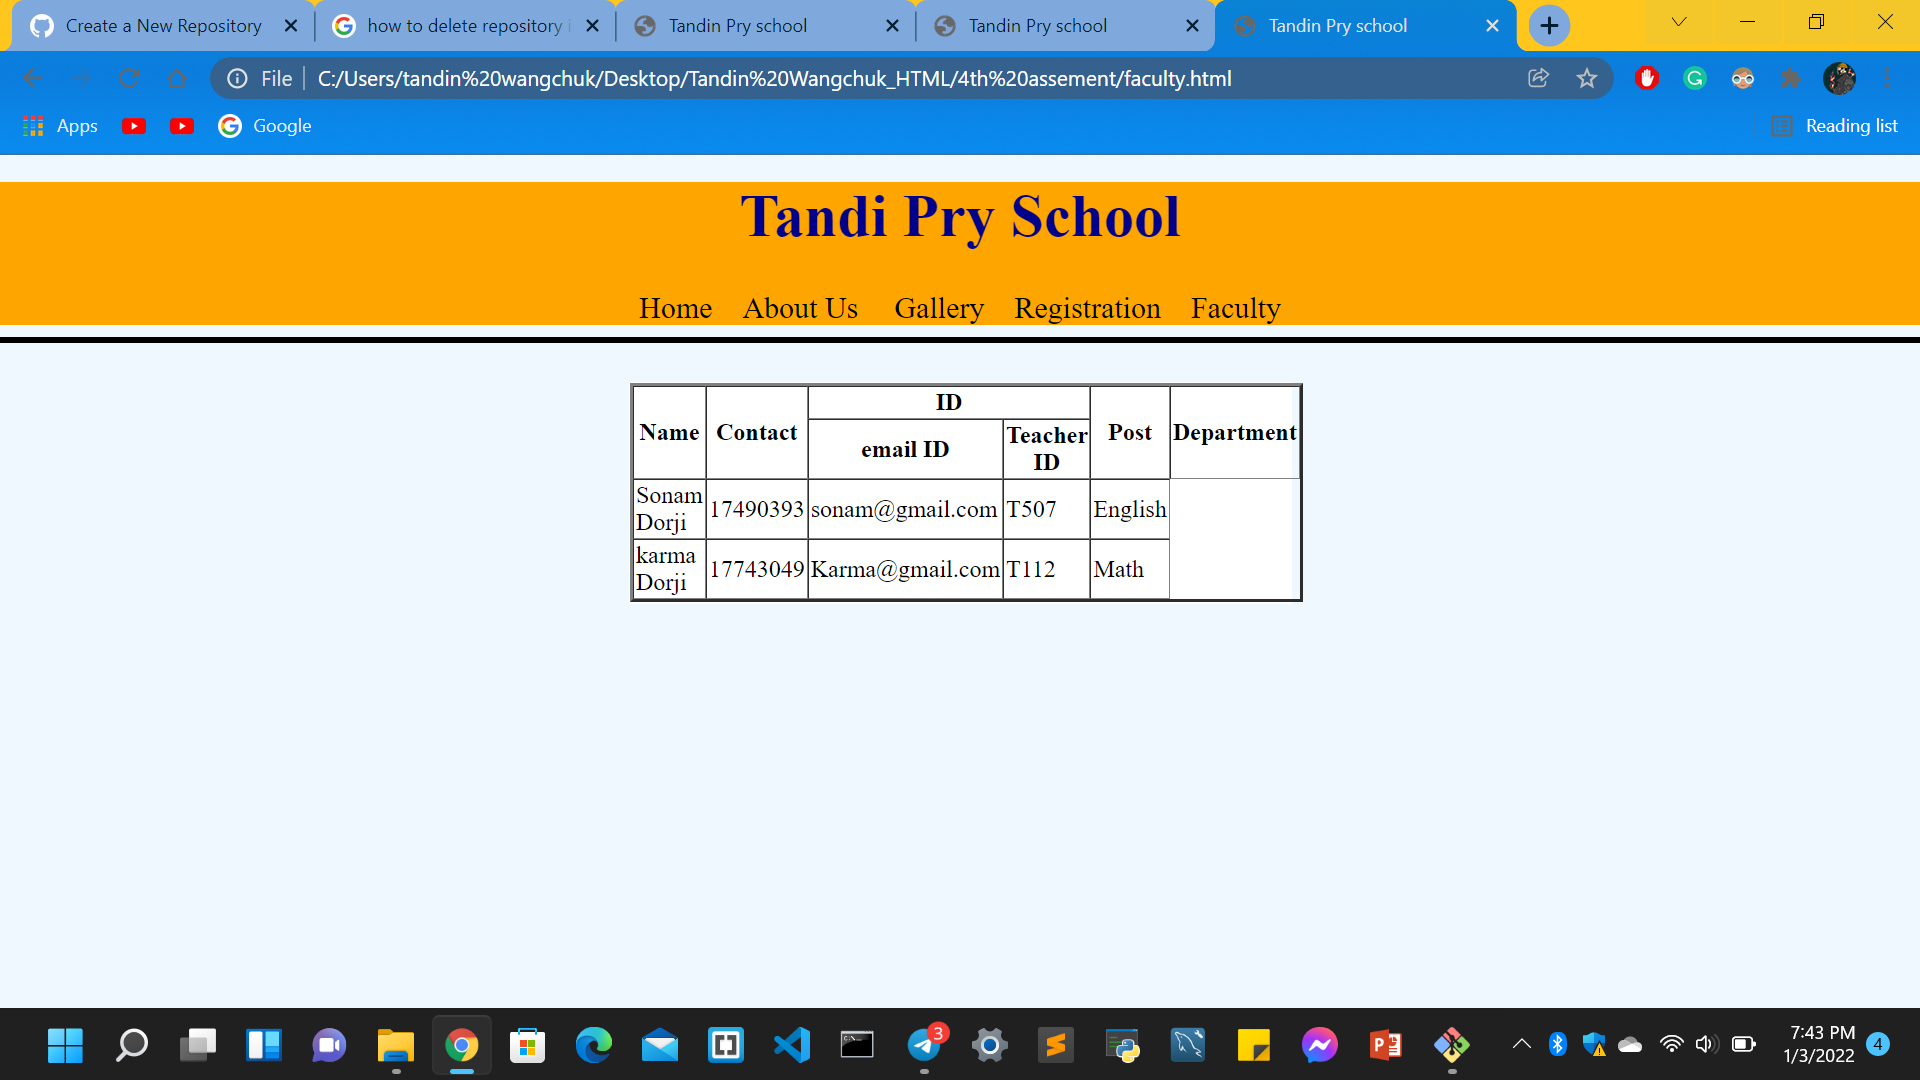 Create a New Repository
how to delete repository i
Tandin Pry school
Tandin Pry school
Tandin Pry school
File
C:/Users/tandin%20wangchuk/Desktop/Tandin%20Wangchuk_HTML/4th%20assement/faculty.html
Apps
Google
Reading list
Tandi Pry School
Home About Us Gallery Registration Faculty
Name Contact ID Post Department
email ID Teacher ID
Sonam Dorji 17490393 sonam@gmail.com T507 English
karma Dorji 17743049 Karma@gmail.com T112 Math
3
7:43 PM
1/3/2022
4